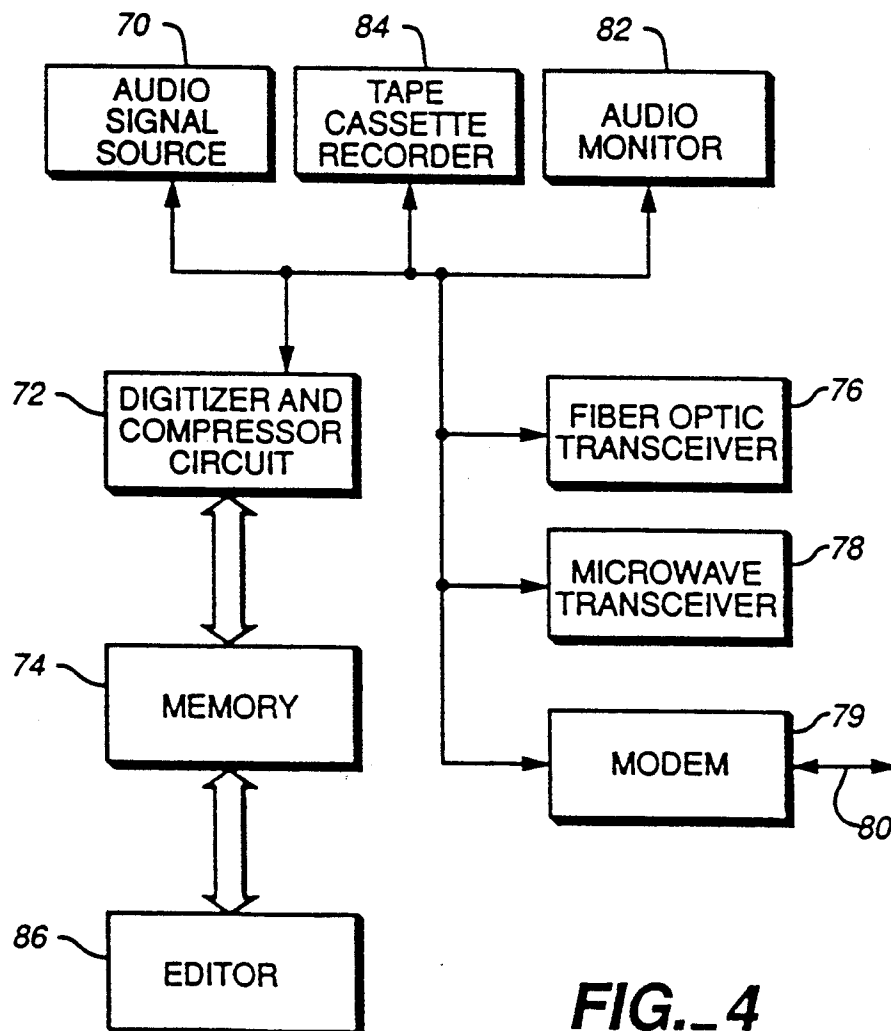 70
84
82
AUDIO
SIGNAL
SOURCE
TAPE
CASSETTE
RECORDER
AUDIO
MONITOR
72
DIGITIZER AND
COMPRESSOR
CIRCUIT
76
FIBER OPTIC
TRANSCEIVER
78
MICROWAVE
TRANSCEIVER
74
MEMORY
79
MODEM
80
86
EDITOR
FIG._4